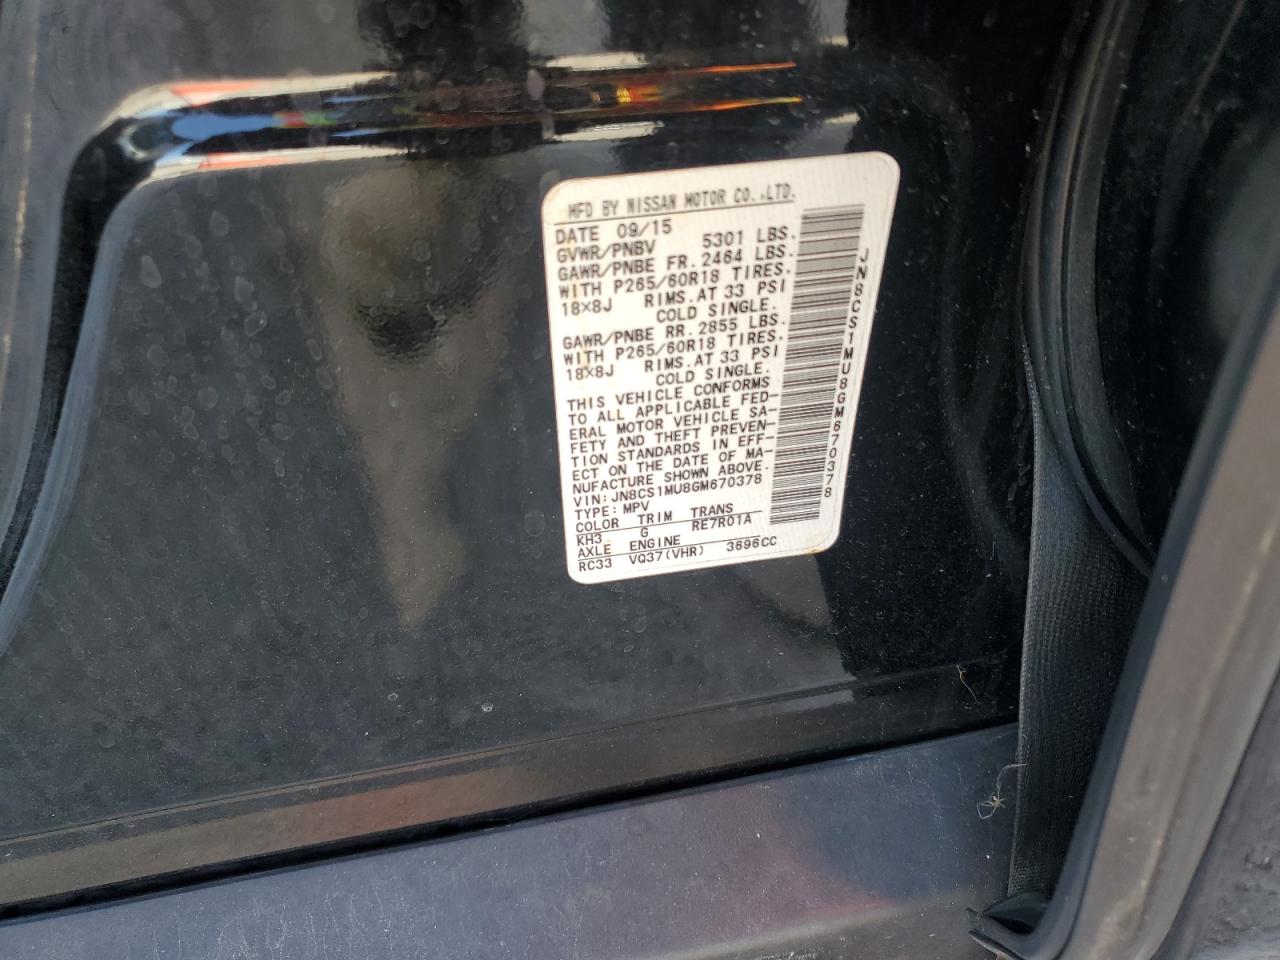 MFD BY NISSAN MOTOR CO.,LTD.
DATE 09/15
GVWR/PNBV 5301 LBS.
GAWR/PNBE FR. 2464 LBS.
WITH P265/60R18 TIRES.
18×8J RIMS. AT 33 PSI
COLD SINGLE.
GAWR/PNBE RR. 2855 LBS.
WITH P265/60R18 TIRES.
18×8J RIMS. AT 33 PSI
COLD SINGLE.
THIS VEHICLE CONFORMS
TO ALL APPLICABLE FED-
ERAL MOTOR VEHICLE SA-
FETY AND THEFT PREVEN-
TION STANDARDS IN EFF-
ECT ON THE DATE OF MA-
NUFACTURE SHOWN ABOVE.
VIN: JN8CS1MU8GM670378
TYPE: MPV
COLOR TRIM TRANS
KH3 G RE7R01A
AXLE ENGINE
RC33 VQ37(VHR) 3696CC
JN8CS1MU8GM670378